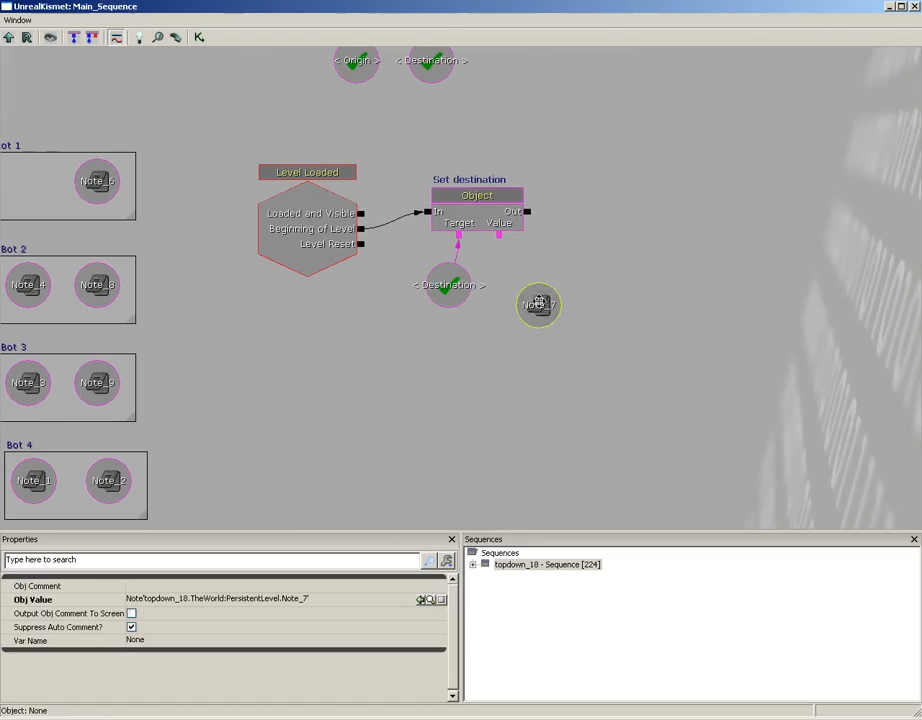 UnrealKismet: Main_Sequence
Window
< Origin >
< Destination >
ot 1
Note_6
Level Loaded
Loaded and Visible
Beginning of Level
Level Reset
Set destination
Object
In
Out
Target
Value
< Destination >
Note_7
Bot 2
Note_4
Note_8
Bot 3
Note_3
Note_9
Bot 4
Note_1
Note_2
Properties
Type here to search
Obj Comment
Obj Value
Note'topdown_18.TheWorld:PersistentLevel.Note_7'
Output Obj Comment To Screen
Suppress Auto Comment?
Var Name
None
Sequences
Sequences
topdown_18 - Sequence [224]
Object: None